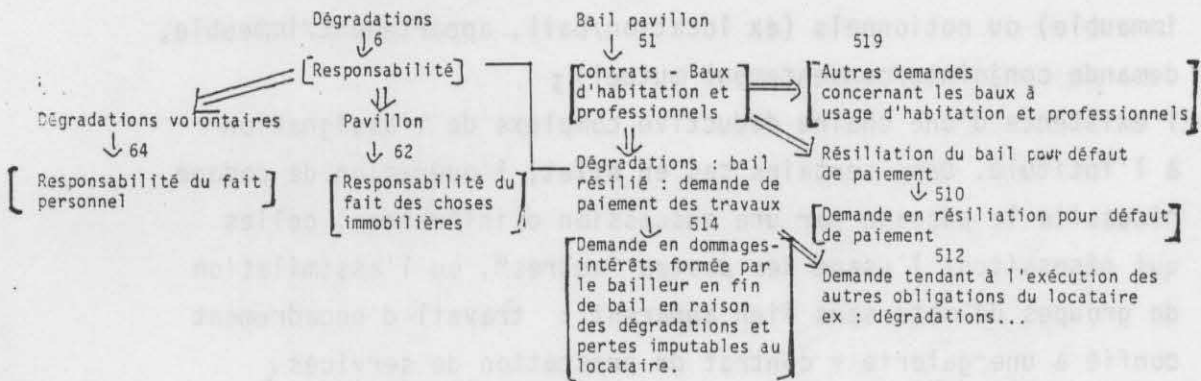 Dégradations
6
[Responsabilité]
Dégradations volontaires
64
[Responsabilité du fait
personnel]
Pavillon
62
[Responsabilité du
fait des choses
immobilières]
Bail pavillon
51
[Contrats. Baux
d'habitation et
professionnels]
Dégradations - bail
résilié : demande de
paiement des travaux
514
[Demande en dommages-
intérêts formée par
le bailleur en fin
de bail en raison
des dégradations et
pertes imputables au
locataire.]
519
[Autres demandes
concernant les baux à
usage d'habitation et professionnels]
Résiliation du bail pour défaut
de paiement
510
[Demande en résiliation pour défaut
de paiement]
512
Demande tendant à l'exécution des
autres obligations du locataire
ex : dégradations...